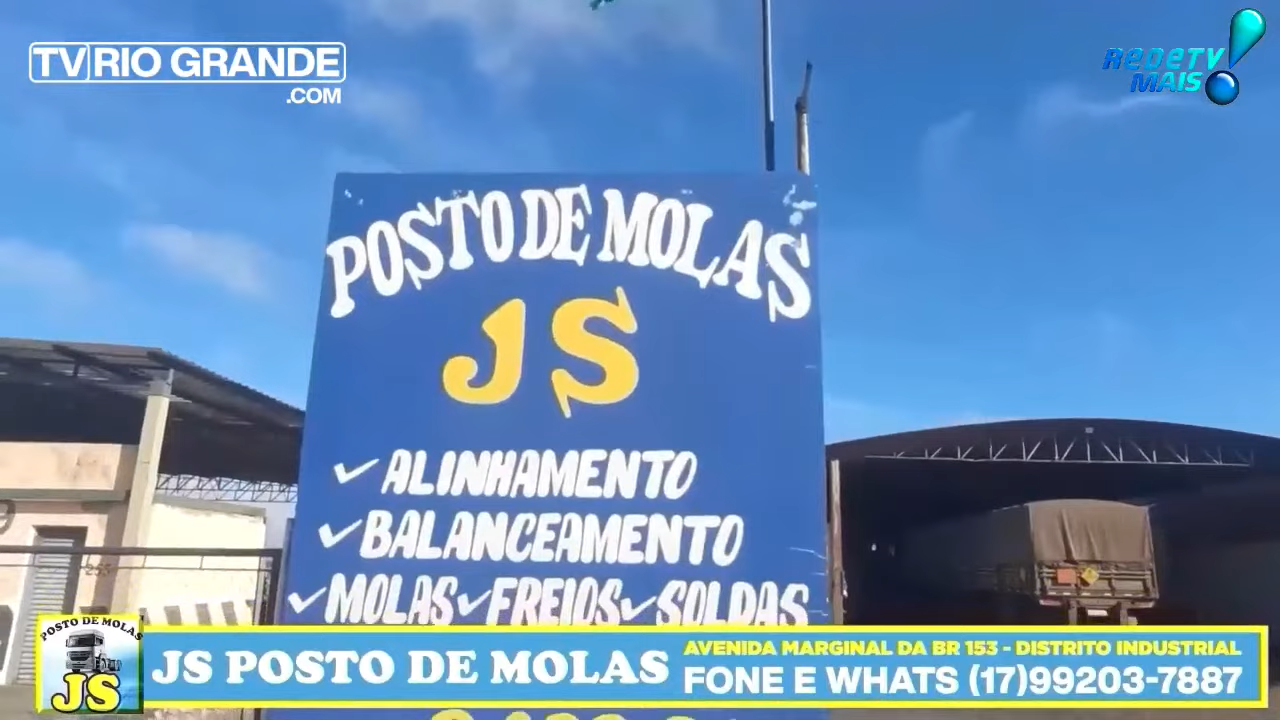 TV RIO GRANDE
.COM
REDETV
MAIS!
POSTO DE MOLAS
JS
ALINHAMENTO
BALANCEAMENTO
MOLAS FREIOS SOLDAS
255
POSTO DE MOLAS
JS
JS POSTO DE MOLAS
AVENIDA MARGINAL DA BR 153 - DISTRITO INDUSTRIAL
FONE E WHATS (17)99203-7887